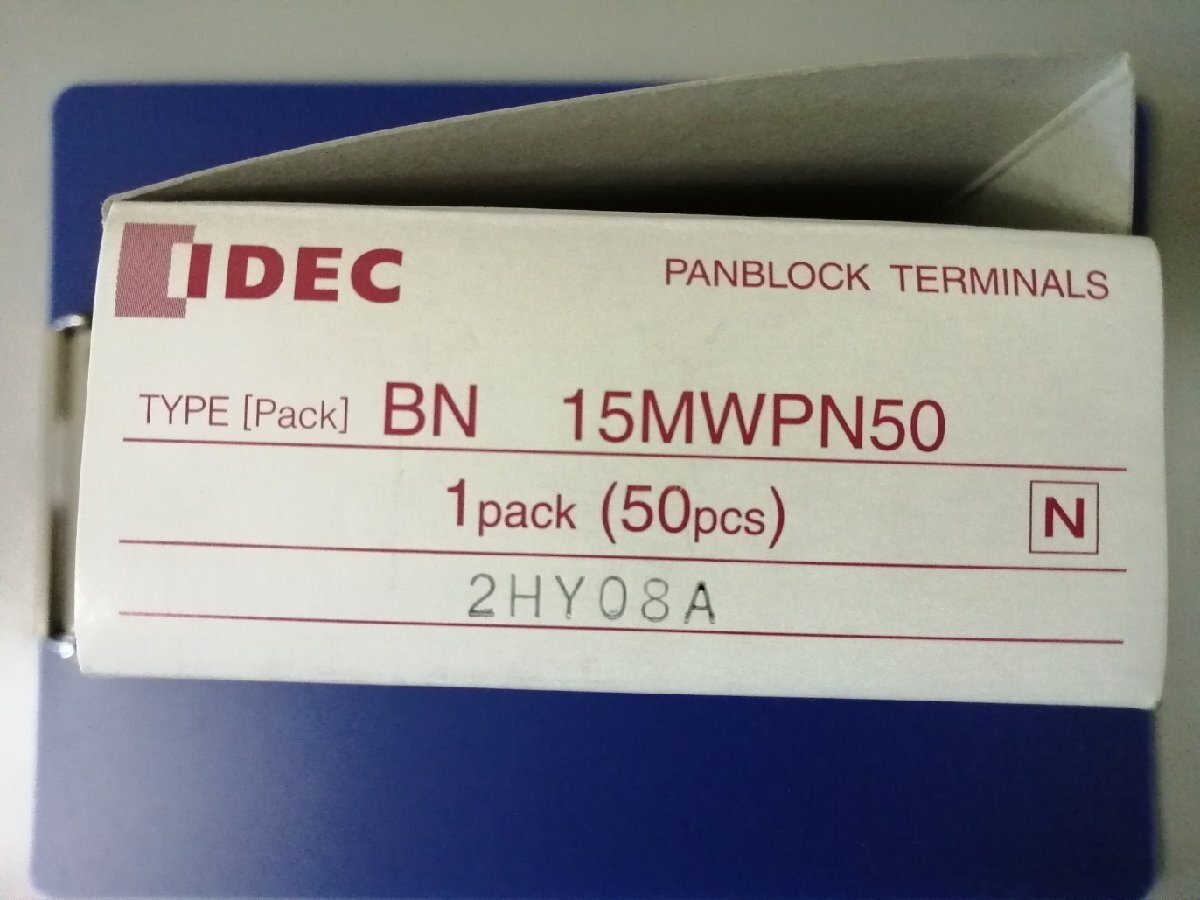 IDEC
PANBLOCK TERMINALS
TYPE [Pack] BN 15MWPN50
1pack (50pcs)
N
2HY08A